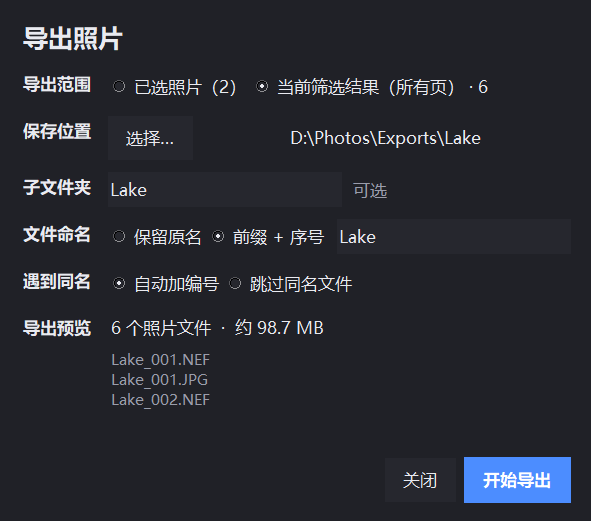 导出照片
导出范围 已选照片（2） 当前筛选结果（所有页） · 6
保存位置 选择... D:\Photos\Exports\Lake
子文件夹 Lake 可选
文件命名 保留原名 前缀 + 序号 Lake
遇到同名 自动加编号 跳过同名文件
导出预览 6 个照片文件 · 约 98.7 MB
Lake_001.NEF
Lake_001.JPG
Lake_002.NEF
关闭 开始导出